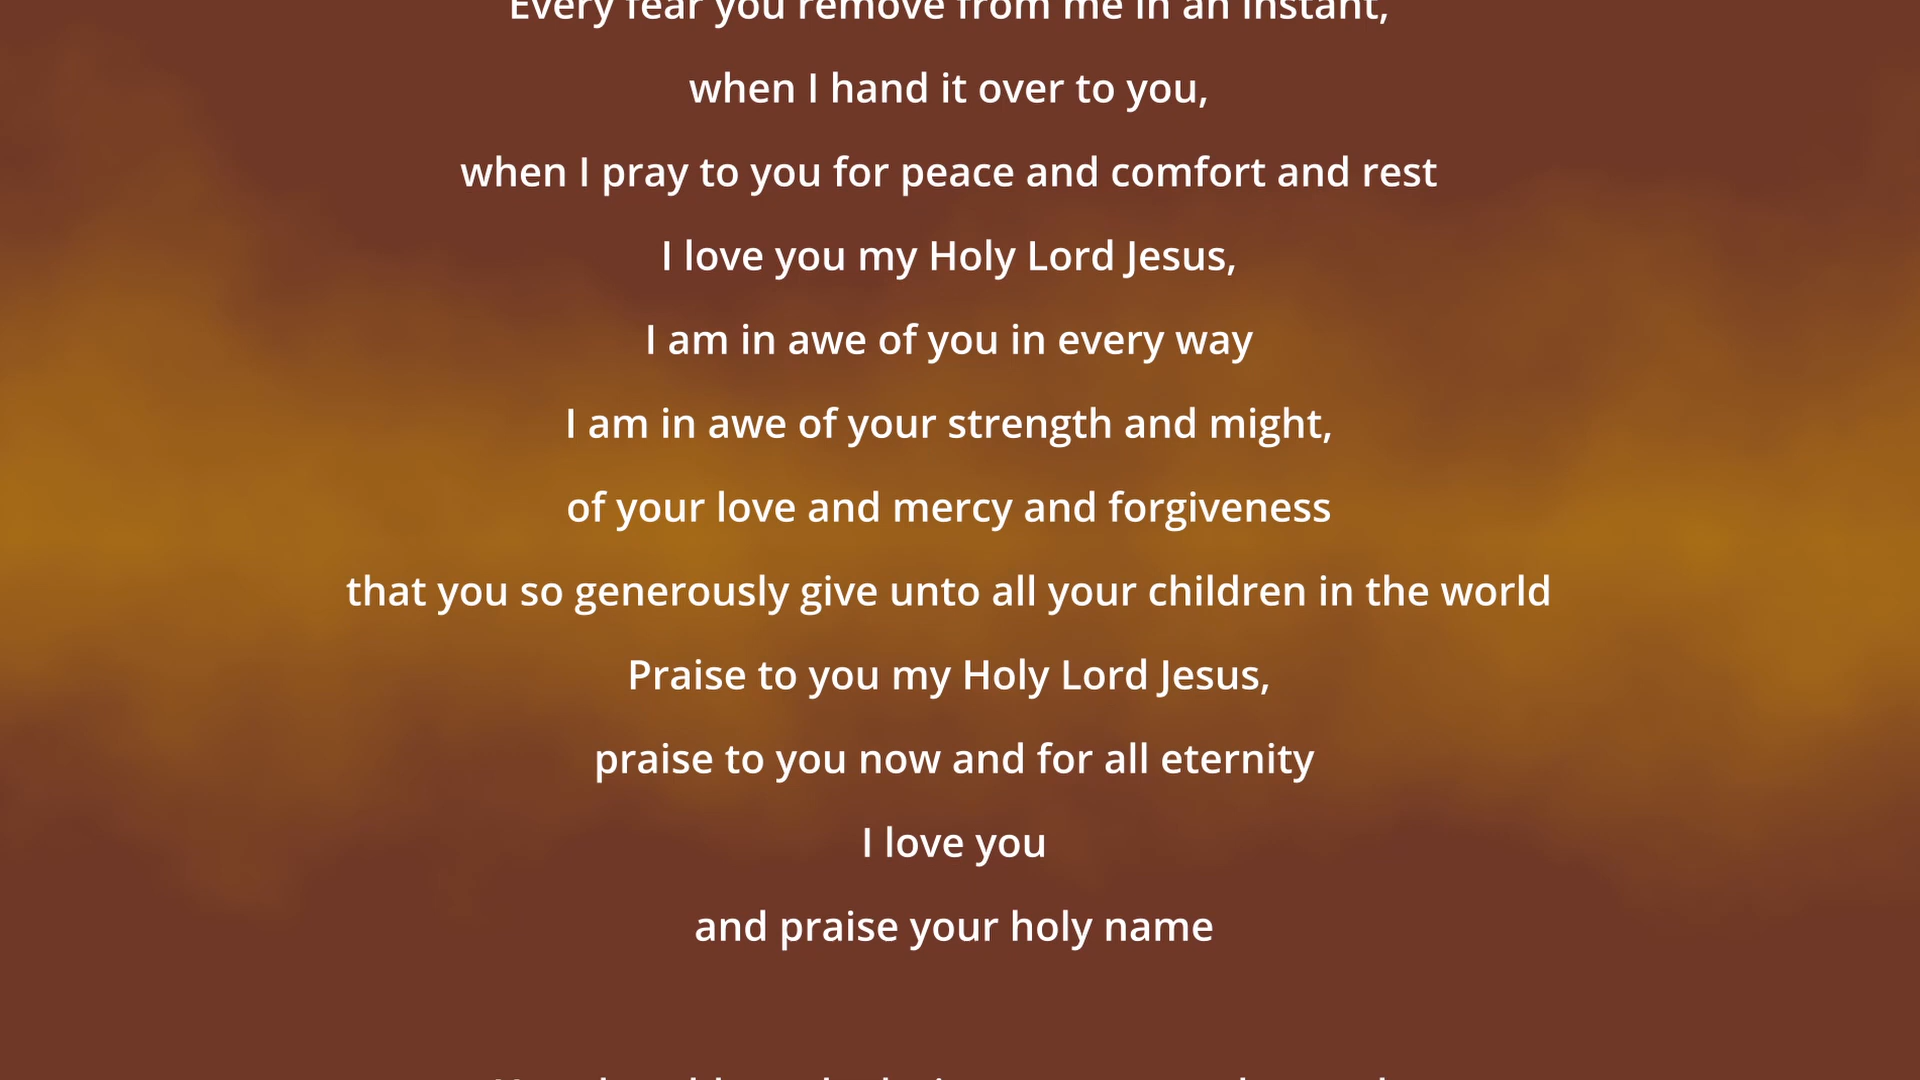 Every fear you remove from me in an instant,
when I hand it over to you,
when I pray to you for peace and comfort and rest
I love you my Holy Lord Jesus,
I am in awe of you in every way
I am in awe of your strength and might,
of your love and mercy and forgiveness
that you so generously give unto all your children in the world
Praise to you my Holy Lord Jesus,
praise to you now and for all eternity
I love you
and praise your holy name